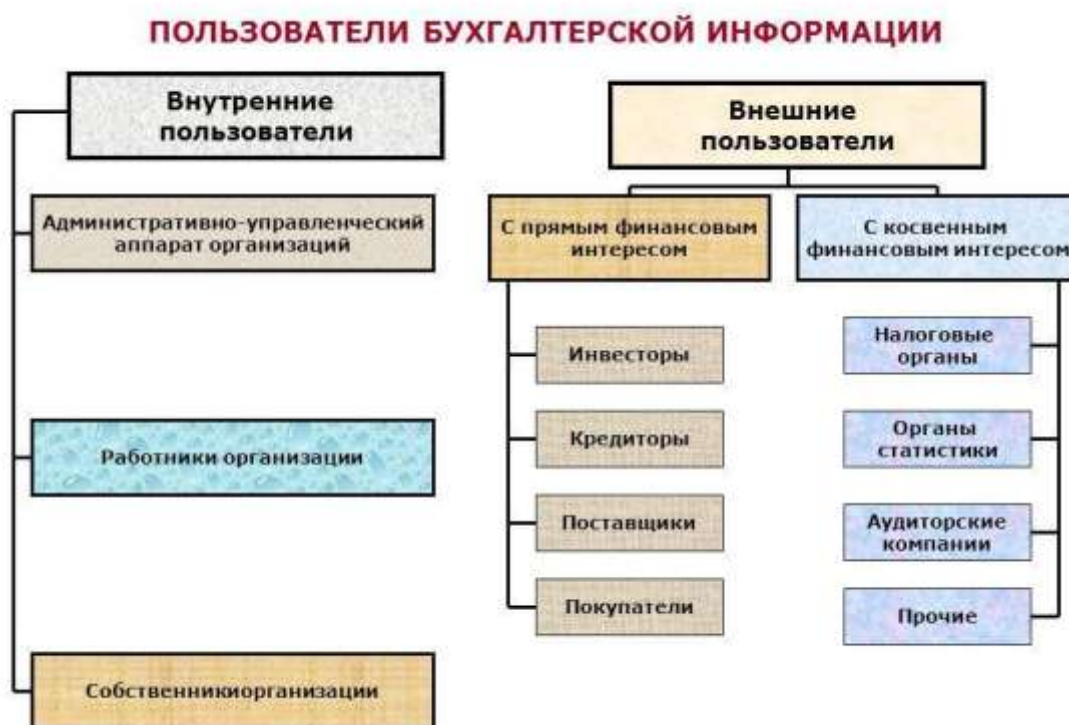 ПОЛЬЗОВАТЕЛИ БУХГАЛТЕРСКОЙ ИНФОРМАЦИИ
Внутренние
пользователи
Административно-управленческий
аппарат организаций
Работники организации
Собственникиорганизации
Внешние
пользователи
С прямым финансовым
интересом
Инвесторы
Кредиторы
Поставщики
Покупатели
С косвенным
финансовым интересом
Налоговые
органы
Органы
статистики
Аудиторские
компании
Прочие